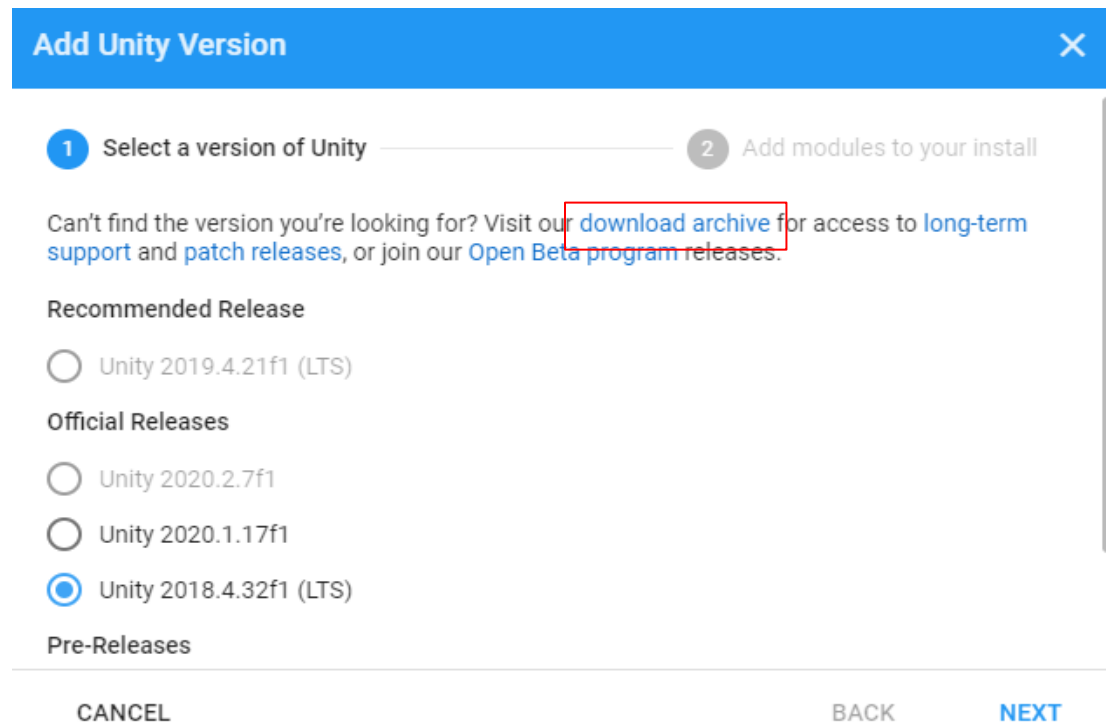 Add Unity Version
1 Select a version of Unity 2 Add modules to your install
Can't find the version you're looking for? Visit our download archive for access to long-term
support and patch releases, or join our Open Beta program releases.
Recommended Release
Unity 2019.4.21f1 (LTS)
Official Releases
Unity 2020.2.7f1
Unity 2020.1.17f1
Unity 2018.4.32f1 (LTS)
Pre-Releases
CANCEL BACK NEXT